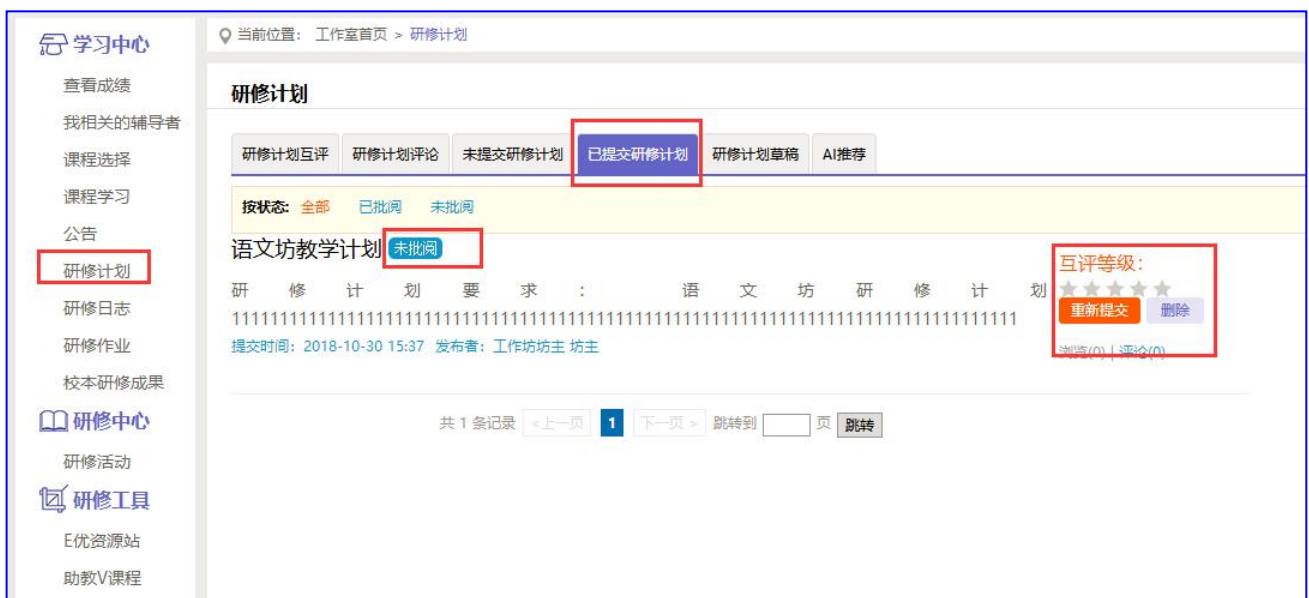 学习中心
查看成绩
我相关的辅导者
课程选择
课程学习
公告
研修计划
研修日志
研修作业
校本研修成果
研修中心
研修活动
研修工具
E优资源站
助教V课程
当前位置: 工作室首页 > 研修计划
研修计划
研修计划互评 研修计划评论 未提交研修计划 已提交研修计划 研修计划草稿 AI推荐
按状态: 全部 已批阅 未批阅
语文坊教学计划 未批阅
研修计划要求:语文坊研修计划
提交时间: 2018-10-30 15:37 发布者: 工作坊坊主 坊主
互评等级:
重新提交 删除
浏览(0) | 评论(0)
共 1 条记录 «上一页 1 下一页 » 跳转到 页 跳转